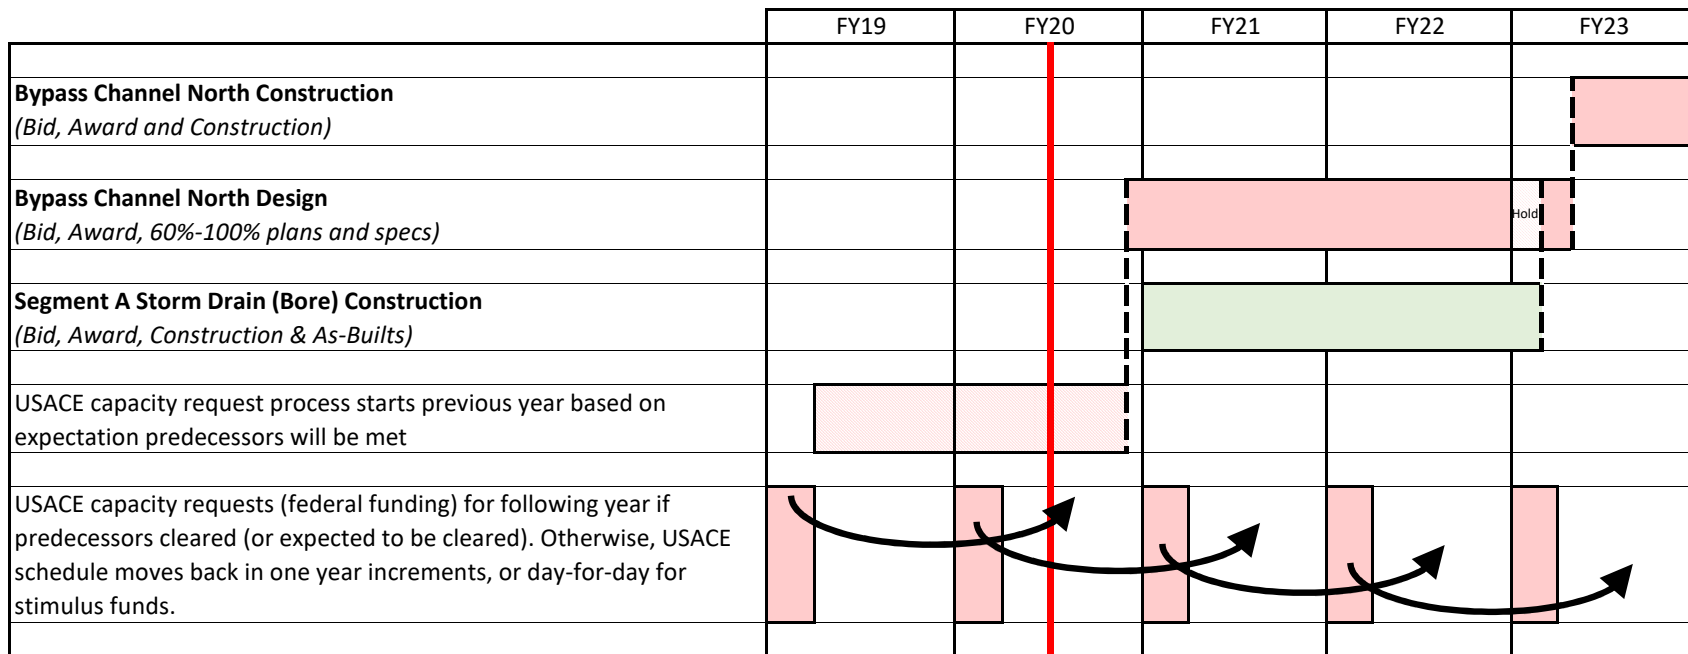 FY19 FY20 FY21 FY22 FY23
Bypass Channel North Construction
(Bid, Award and Construction)
Bypass Channel North Design
(Bid, Award, 60%-100% plans and specs)
Hold
Segment A Storm Drain (Bore) Construction
(Bid, Award, Construction & As-Builts)
USACE capacity request process starts previous year based on
expectation predecessors will be met
USACE capacity requests (federal funding) for following year if
predecessors cleared (or expected to be cleared). Otherwise, USACE
schedule moves back in one year increments, or day-for-day for
stimulus funds.